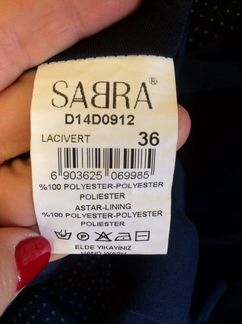 SABRA®
D14D0912
LACIVERT 36
6 903625 069985
%100 POLYESTER-POLYESTER
POLIESTER
ASTAR-LINING
%100 POLYESTER-POLYESTER
POLIESTER
ELDE YIKAYINIZ
HAND WASH